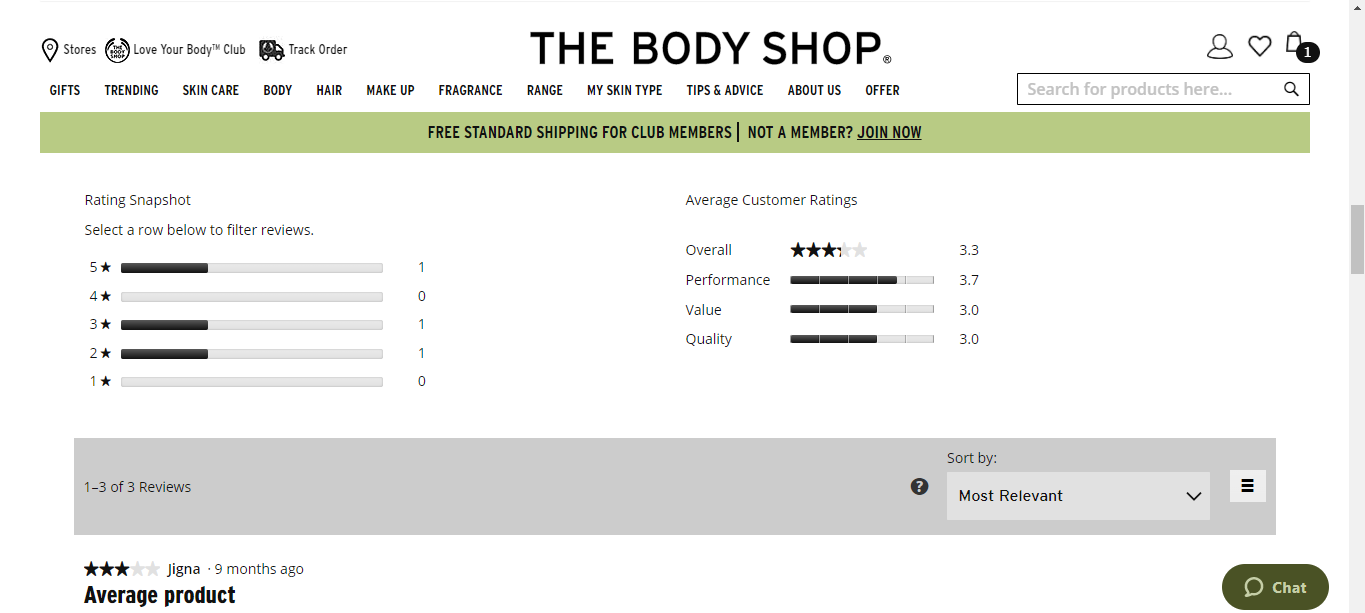 Stores
THE BODY SHOP
Love Your Body™ Club
Track Order
THE BODY SHOP®
1
GIFTS TRENDING SKIN CARE BODY HAIR MAKE UP FRAGRANCE RANGE MY SKIN TYPE TIPS & ADVICE ABOUT US OFFER
Search for products here...
FREE STANDARD SHIPPING FOR CLUB MEMBERS | NOT A MEMBER? JOIN NOW
Rating Snapshot
Select a row below to filter reviews.
5★ 1
4★ 0
3★ 1
2★ 1
1★ 0
Average Customer Ratings
Overall 3.3
Performance 3.7
Value 3.0
Quality 3.0
1–3 of 3 Reviews
?
Sort by:
Most Relevant
Jigna · 9 months ago
Average product
Chat